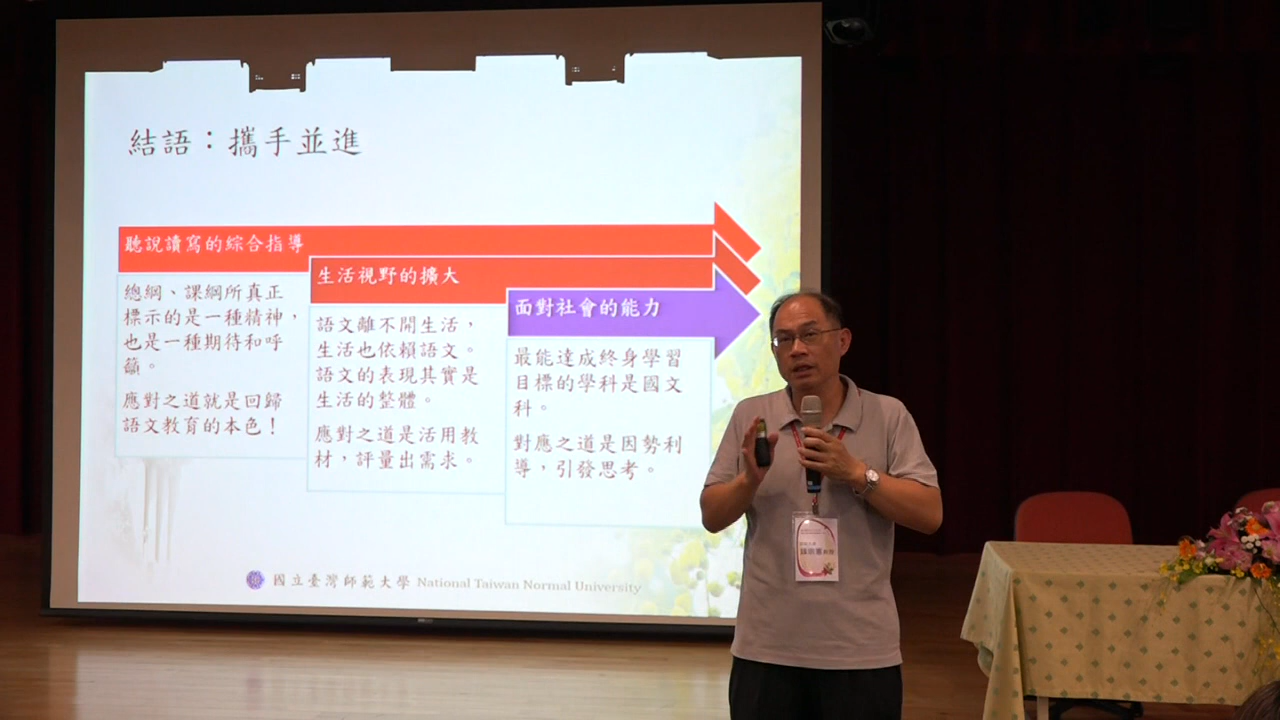 結語：攜手並進
聽說讀寫的綜合指導
總綱、課綱所真正
標示的是一種精神，
也是一種期待和呼
籲。
應對之道就是回歸
語文教育的本色！
生活視野的擴大
語文離不開生活，
生活也依賴語文。
語文的表現其實是
生活的整體。
應對之道是活用教
材，評量出需求。
面對社會的能力
最能達成終身學習
目標的學科是國文
科。
對應之道是因勢利
導，引發思考。
國立臺灣師範大學 National Taiwan Normal University